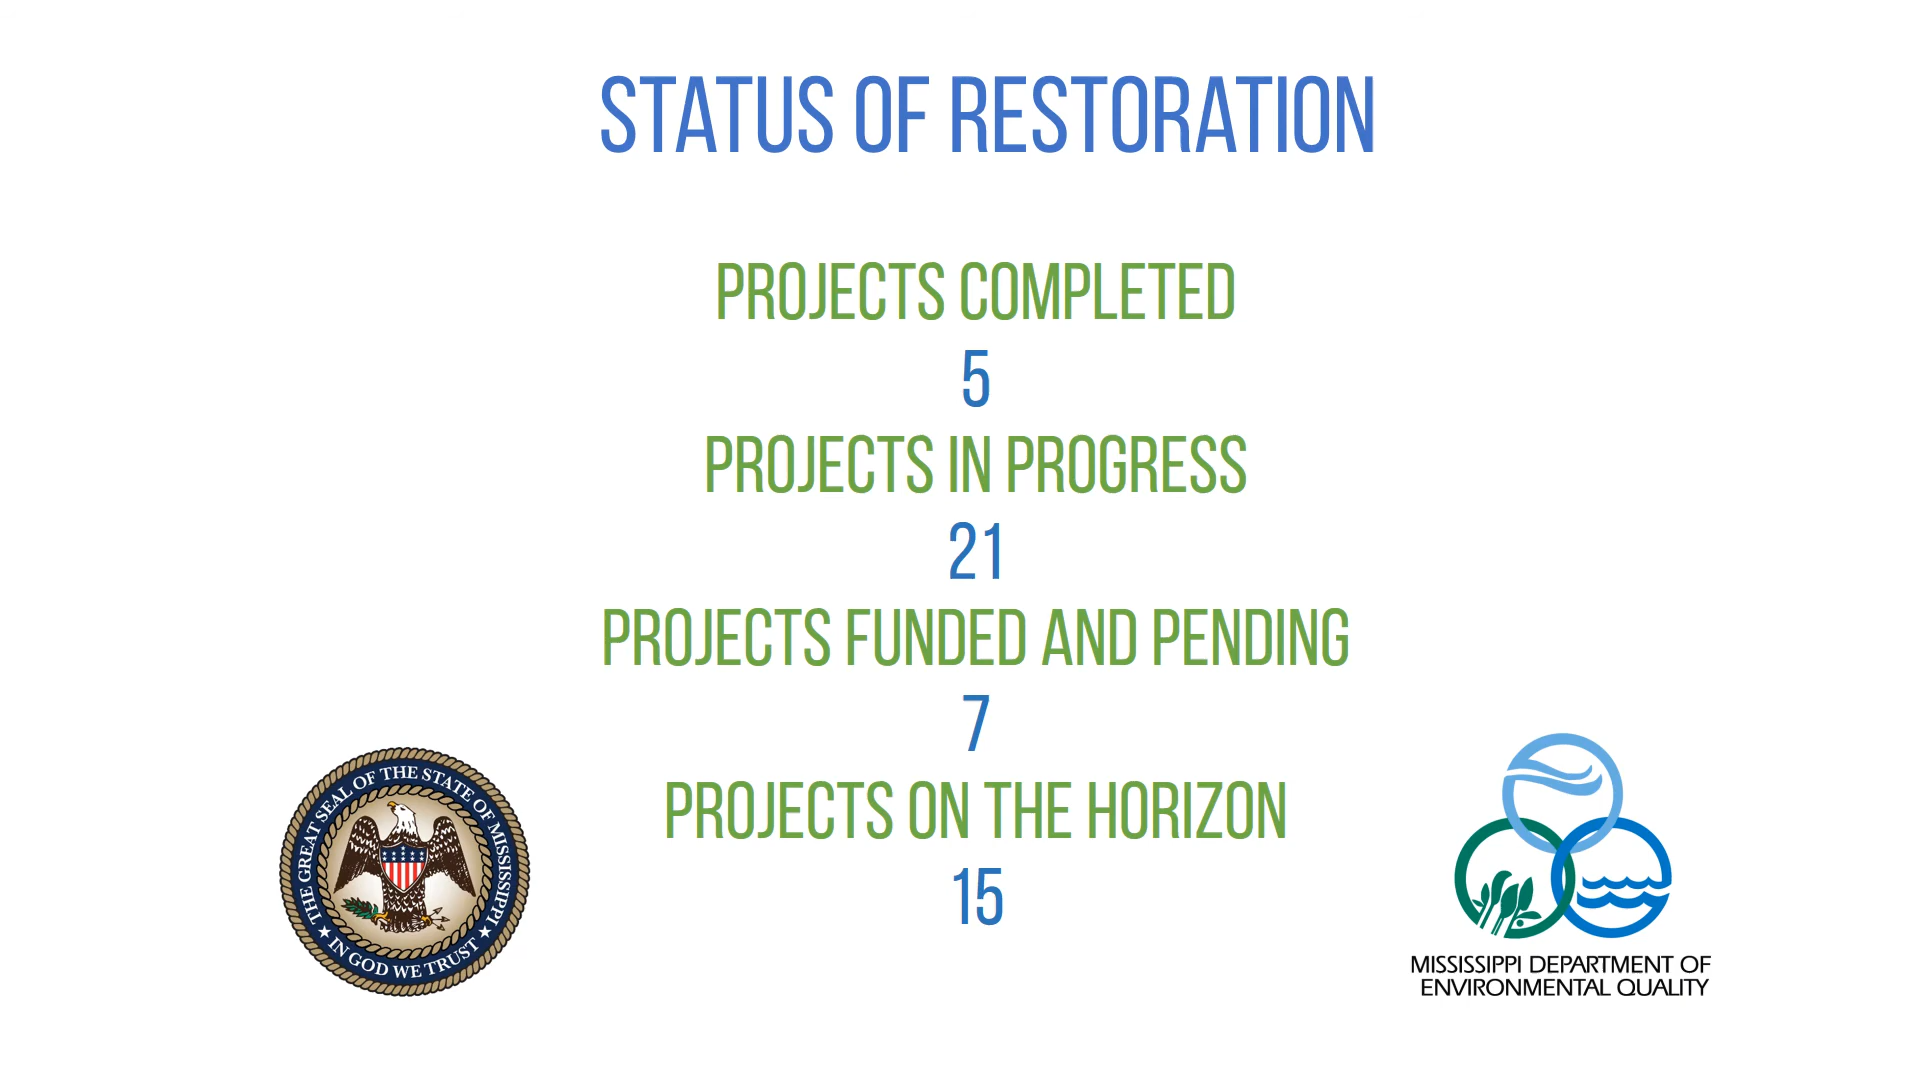 STATUS OF RESTORATION
PROJECTS COMPLETED
5
PROJECTS IN PROGRESS
21
PROJECTS FUNDED AND PENDING
7
PROJECTS ON THE HORIZON
15
THE GREAT SEAL OF THE STATE OF MISSISSIPPI
IN GOD WE TRUST
MISSISSIPPI DEPARTMENT OF
ENVIRONMENTAL QUALITY